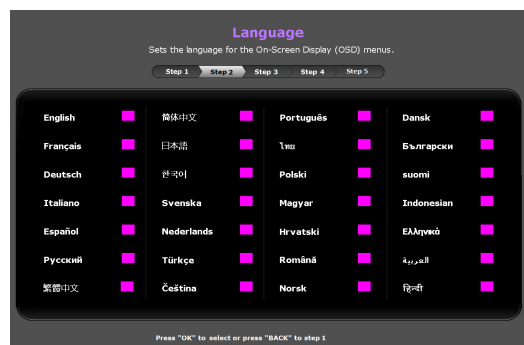 Language
Sets the language for the On-Screen Display (OSD) menus.
Step 1 Step 2 Step 3 Step 4 Step 5
English 简体中文 Português Dansk
Français 日本語 ไทย Български
Deutsch 한국어 Polski suomi
Italiano Svenska Magyar Indonesian
Español Nederlands Hrvatski Ελληνικά
Русский Türkçe Română العربية
繁體中文 Čeština Norsk हिन्दी
Press "OK" to select or press "BACK" to step 1